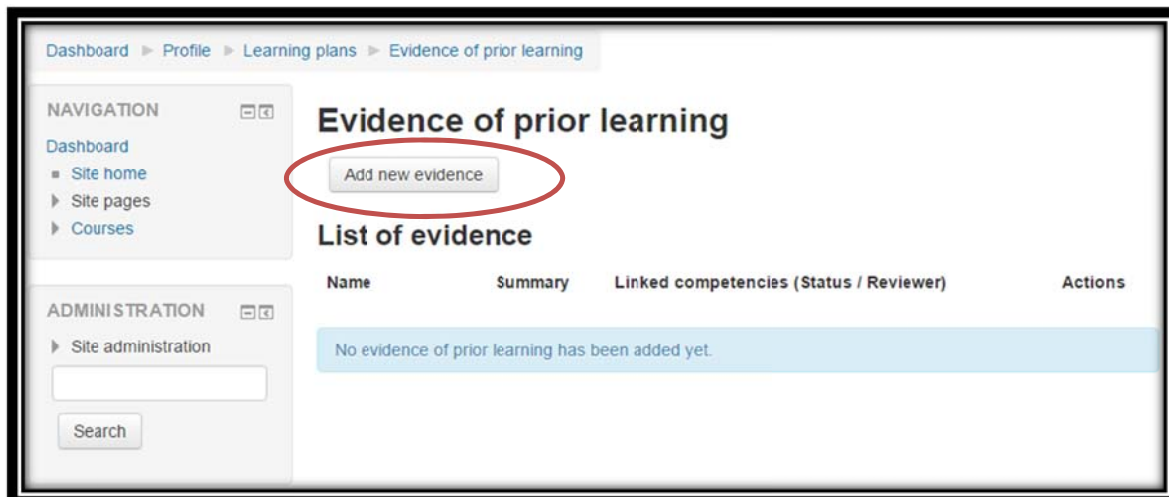 Dashboard ▶ Profile ▶ Learning plans ▶ Evidence of prior learning
NAVIGATION
Dashboard
Site home
Site pages
Courses
ADMINISTRATION
Site administration
Search
Evidence of prior learning
Add new evidence
List of evidence
Name Summary Linked competencies (Status / Reviewer) Actions
No evidence of prior learning has been added yet.